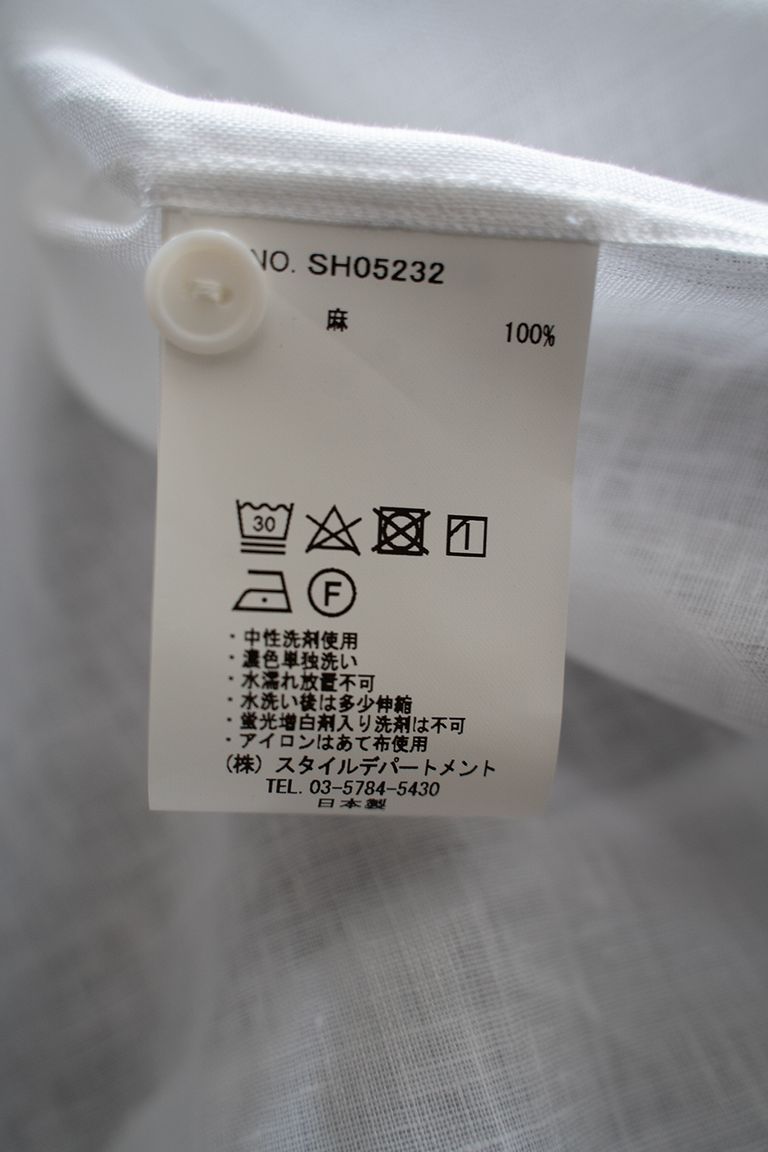 NO. SH05232
麻 100%
30
F
・中性洗剤使用
・濃色単独洗い
・水濡れ放置不可
・水洗い後は多少伸縮
・蛍光増白剤入り洗剤は不可
・アイロンはあて布使用
(株) スタイルデパートメント
TEL. 03-5784-5430
日本製